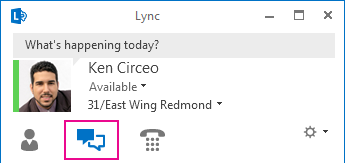 Lync
What's happening today?
Ken Circeo
Available
31/East Wing Redmond